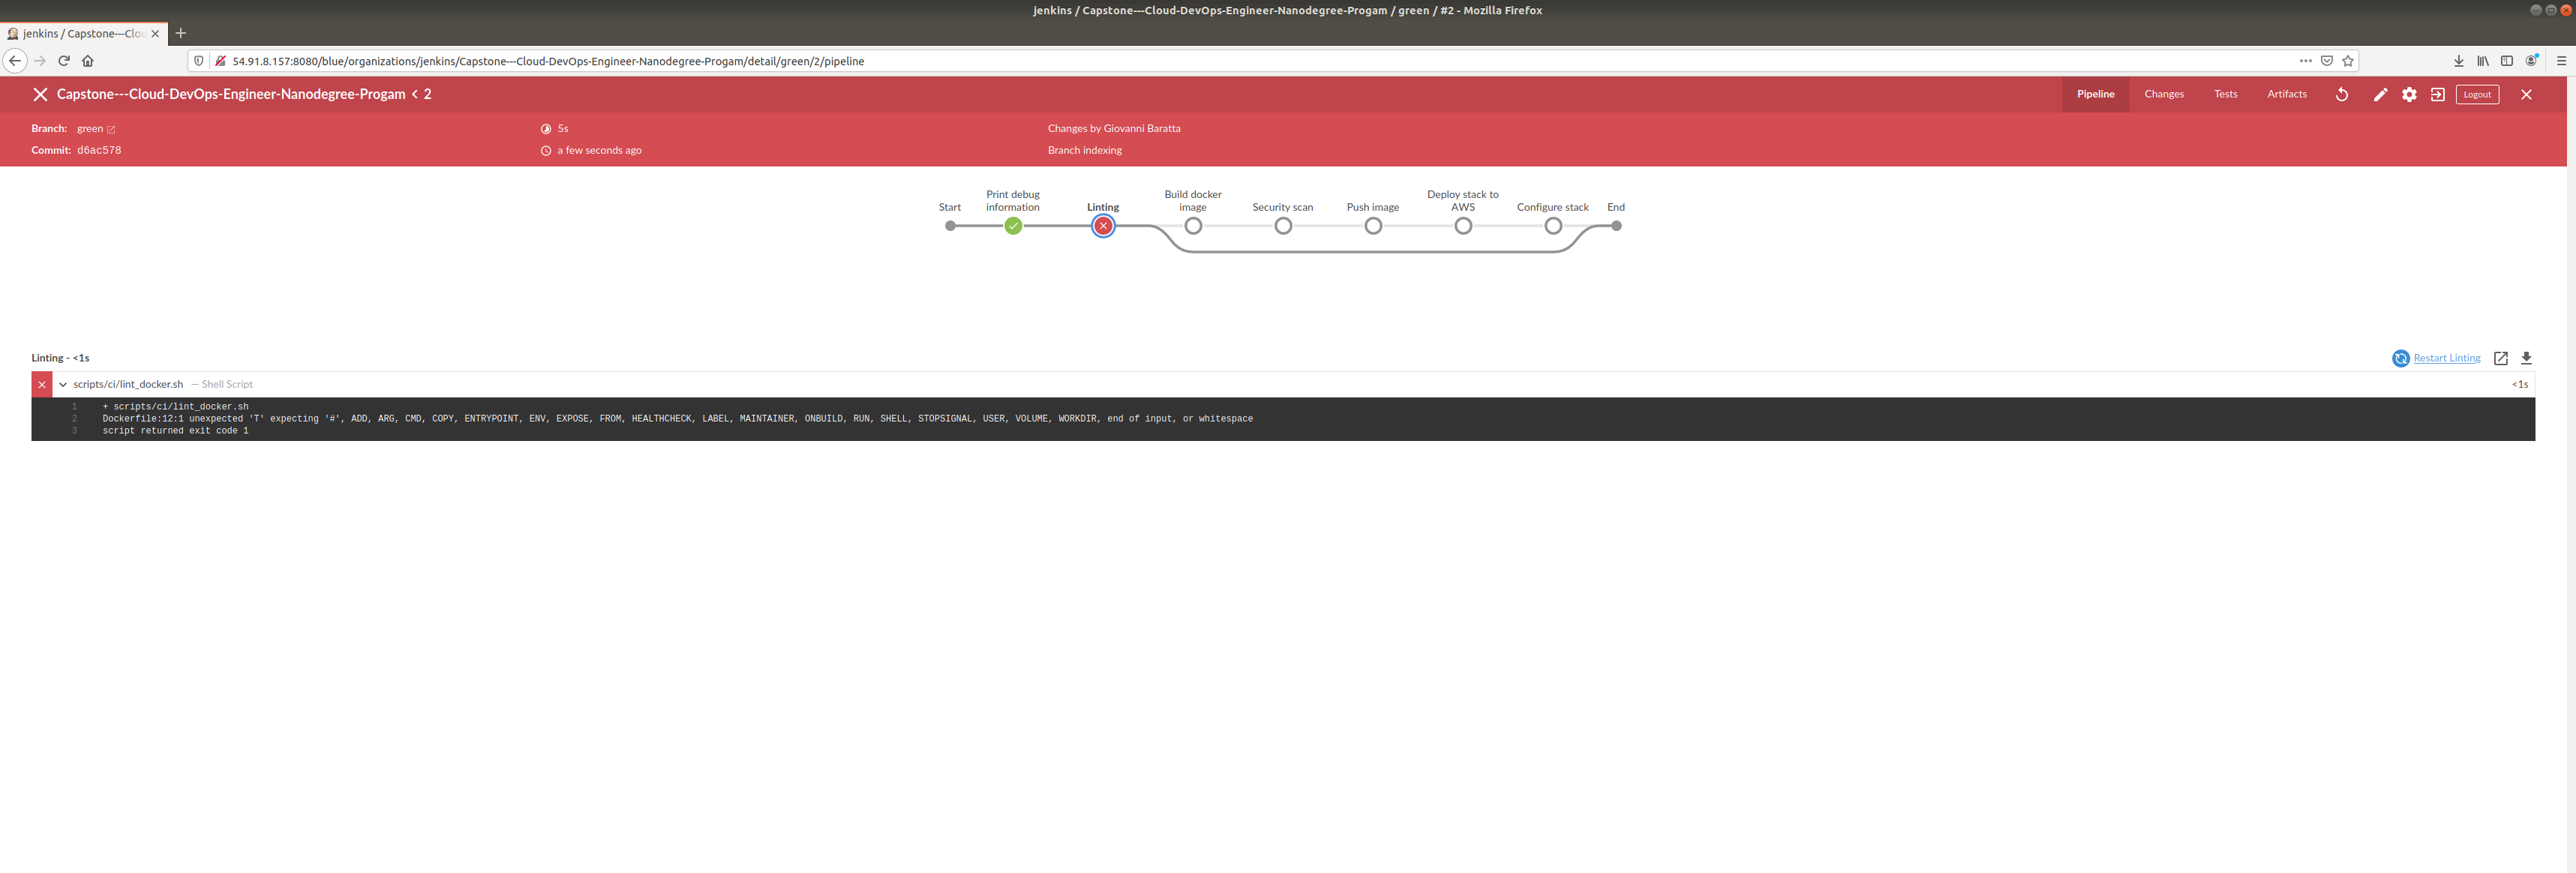 jenkins / Capstone---Cloud-DevOps-Engineer-Nanodegree-Progam / green / #2 - Mozilla Firefox
jenkins / Capstone---Clou
54.91.8.157:8080/blue/organizations/jenkins/Capstone---Cloud-DevOps-Engineer-Nanodegree-Progam/detail/green/2/pipeline
Capstone---Cloud-DevOps-Engineer-Nanodegree-Progam < 2
Pipeline Changes Tests Artifacts Logout
Branch: green 5s Changes by Giovanni Baratta
Commit: d6ac578 a few seconds ago Branch indexing
Start
Print debug
information
Linting
Build docker
image
Security scan
Push image
Deploy stack to
AWS
Configure stack
End
Linting - <1s Restart Linting
scripts/ci/lint_docker.sh — Shell Script <1s
1 + scripts/ci/lint_docker.sh
2 Dockerfile:12:1 unexpected 'T' expecting '#', ADD, ARG, CMD, COPY, ENTRYPOINT, ENV, EXPOSE, FROM, HEALTHCHECK, LABEL, MAINTAINER, ONBUILD, RUN, SHELL, STOPSIGNAL, USER, VOLUME, WORKDIR, end of input, or whitespace
3 script returned exit code 1